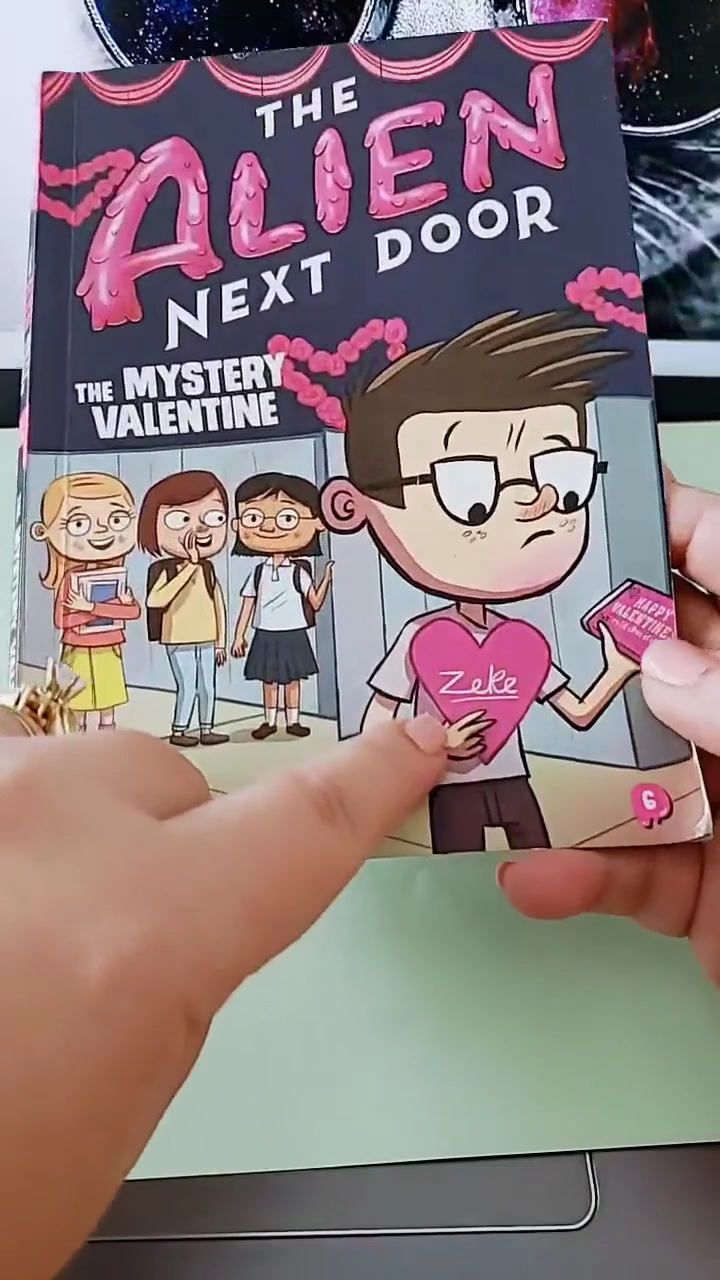 THE
ALIEN
NEXT DOOR
THE MYSTERY
VALENTINE
Zeke
HAPPY
VALENTINE
6